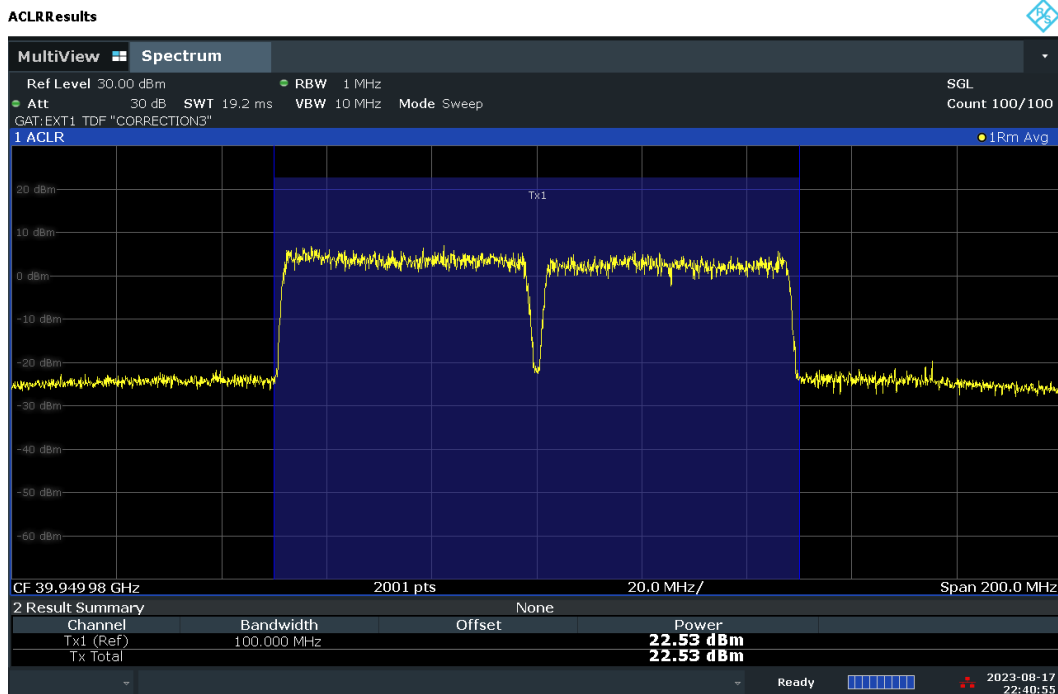 ACLRResults
R&S
MultiView Spectrum
Ref Level 30.00 dBm RBW 1 MHz SGL
Att 30 dB SWT 19.2 ms VBW 10 MHz Mode Sweep Count 100/100
GAT:EXT1 TDF "CORRECTION3"
1 ACLR 1Rm Avg
Tx1
20 dBm
10 dBm
0 dBm
-10 dBm
-20 dBm
-30 dBm
-40 dBm
-50 dBm
-60 dBm
CF 39.94998 GHz 2001 pts 20.0 MHz/ Span 200.0 MHz
2 Result Summary None
Channel Bandwidth Offset Power
Tx1 (Ref) 100.000 MHz 22.53 dBm
Tx Total 22.53 dBm
Ready 2023-08-17
22:40:55